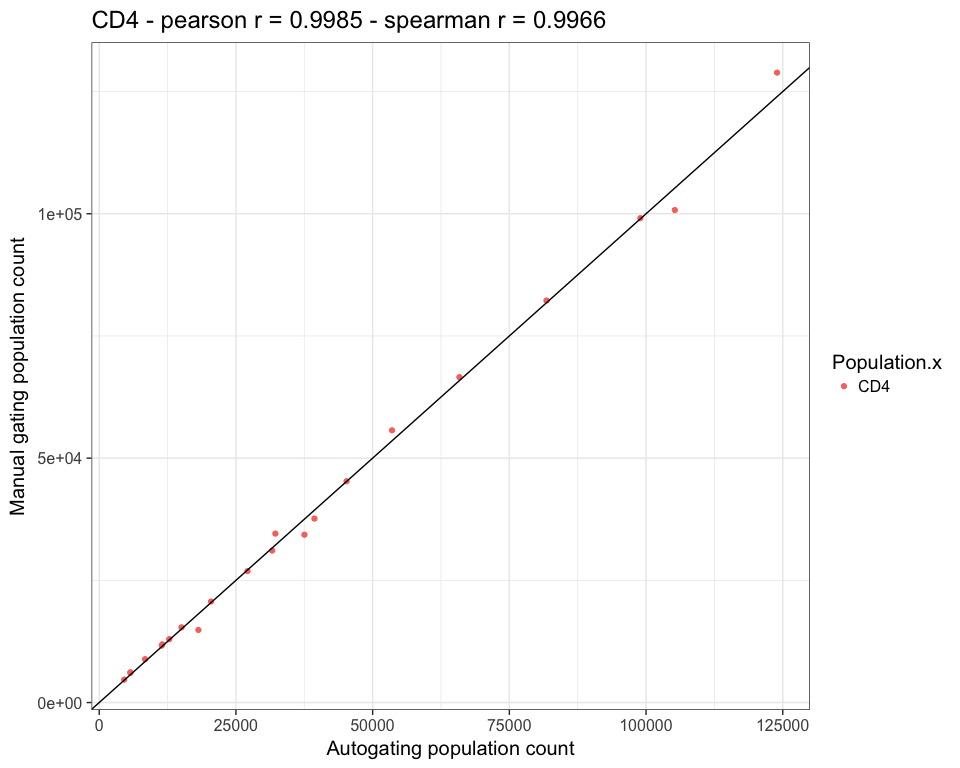 CD4 - pearson r = 0.9985 - spearman r = 0.9966
Manual gating population count
1e+05
5e+04
0e+00
0
25000
50000
75000
100000
125000
Autogating population count
Population.x
CD4